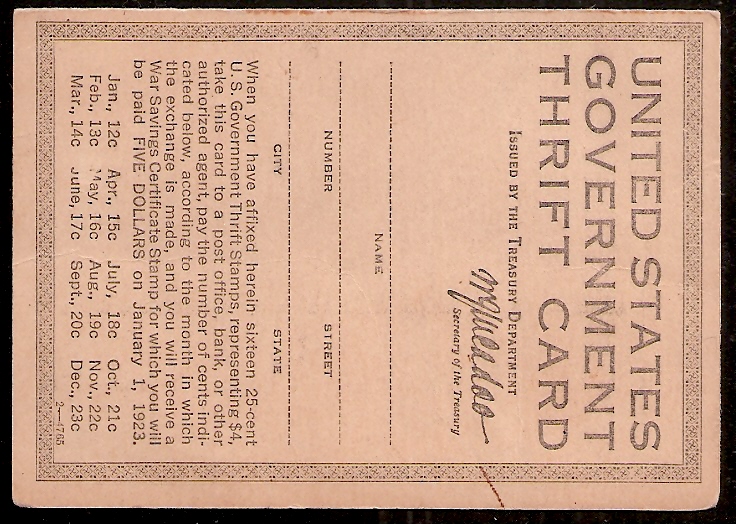 UNITED STATES
GOVERNMENT
THRIFT CARD
ISSUED BY THE TREASURY DEPARTMENT
WGMcAdoo
Secretary of the Treasury
NAME
NUMBER STREET
CITY STATE
When you have affixed herein sixteen 25-cent
U. S. Government Thrift Stamps, representing $4,
take this card to a post office, bank, or other
authorized agent, pay the number of cents indi-
cated below, according to the month in which
the exchange is made, and you will receive a
War Savings Certificate Stamp for which you will
be paid FIVE DOLLARS on January 1, 1923.
Jan., 12c Apr., 15c July, 18c Oct., 21c
Feb., 13c May, 16c Aug., 19c Nov., 22c
Mar., 14c June, 17c Sept., 20c Dec., 23c
2—4765